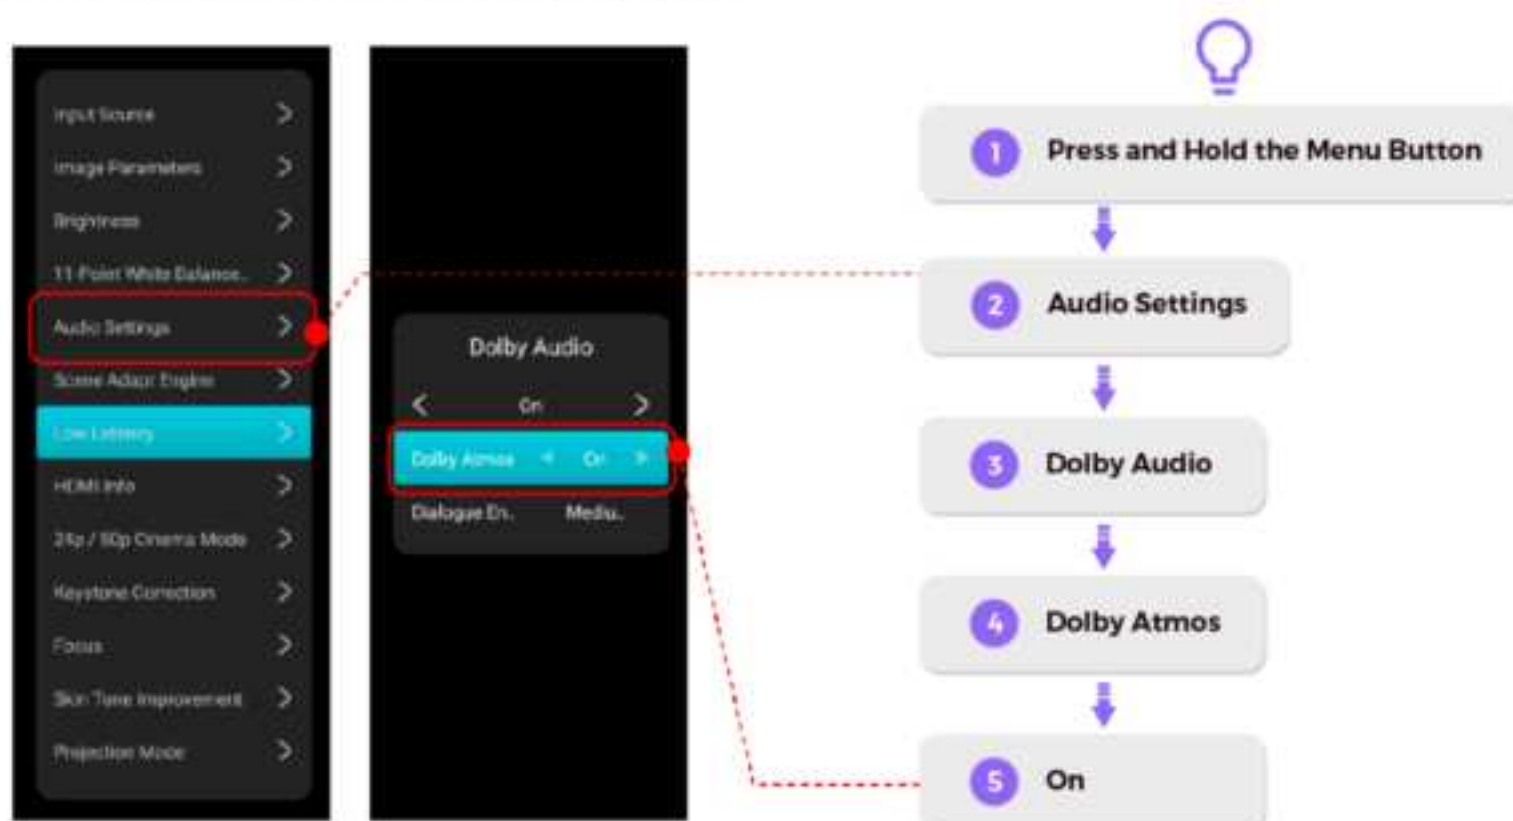 Input Source
Image Parameters
Brightness
11-Point White Balance..
Audio Settings
Scene Adapt Engine
Low Latency
HDMI Info
24p / 60p Cinema Mode
Keystone Correction
Focus
Skin Tone Improvement
Projection Mode
Dolby Audio
On
Dolby Atmos On
Dialogue En.. Mediu..
1 Press and Hold the Menu Button
2 Audio Settings
3 Dolby Audio
4 Dolby Atmos
5 On